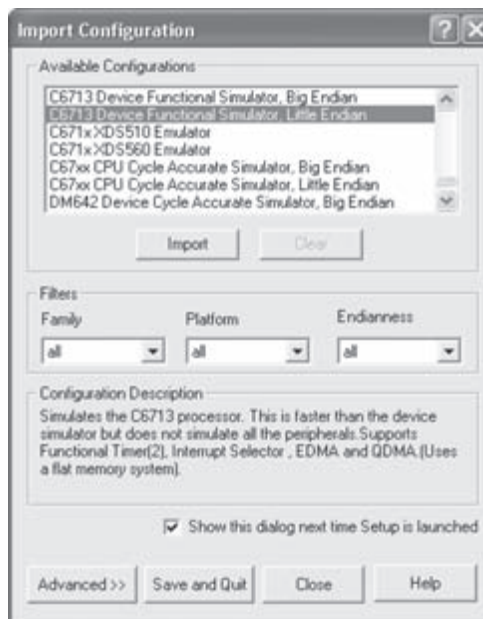 Import Configuration
Available Configurations
C6713 Device Functional Simulator, Big Endian
C6713 Device Functional Simulator, Little Endian
C671x XDS510 Emulator
C671x XDS560 Emulator
C67xx CPU Cycle Accurate Simulator, Big Endian
C67xx CPU Cycle Accurate Simulator, Little Endian
DM642 Device Cycle Accurate Simulator, Big Endian
Import Clear
Filters
Family Platform Endianness
all all all
Configuration Description
Simulates the C6713 processor. This is faster than the device
simulator but does not simulate all the peripherals.Supports
Functional Timer(2), Interrupt Selector , EDMA and QDMA.(Uses
a flat memory system).
Show this dialog next time Setup is launched
Advanced >> Save and Quit Close Help